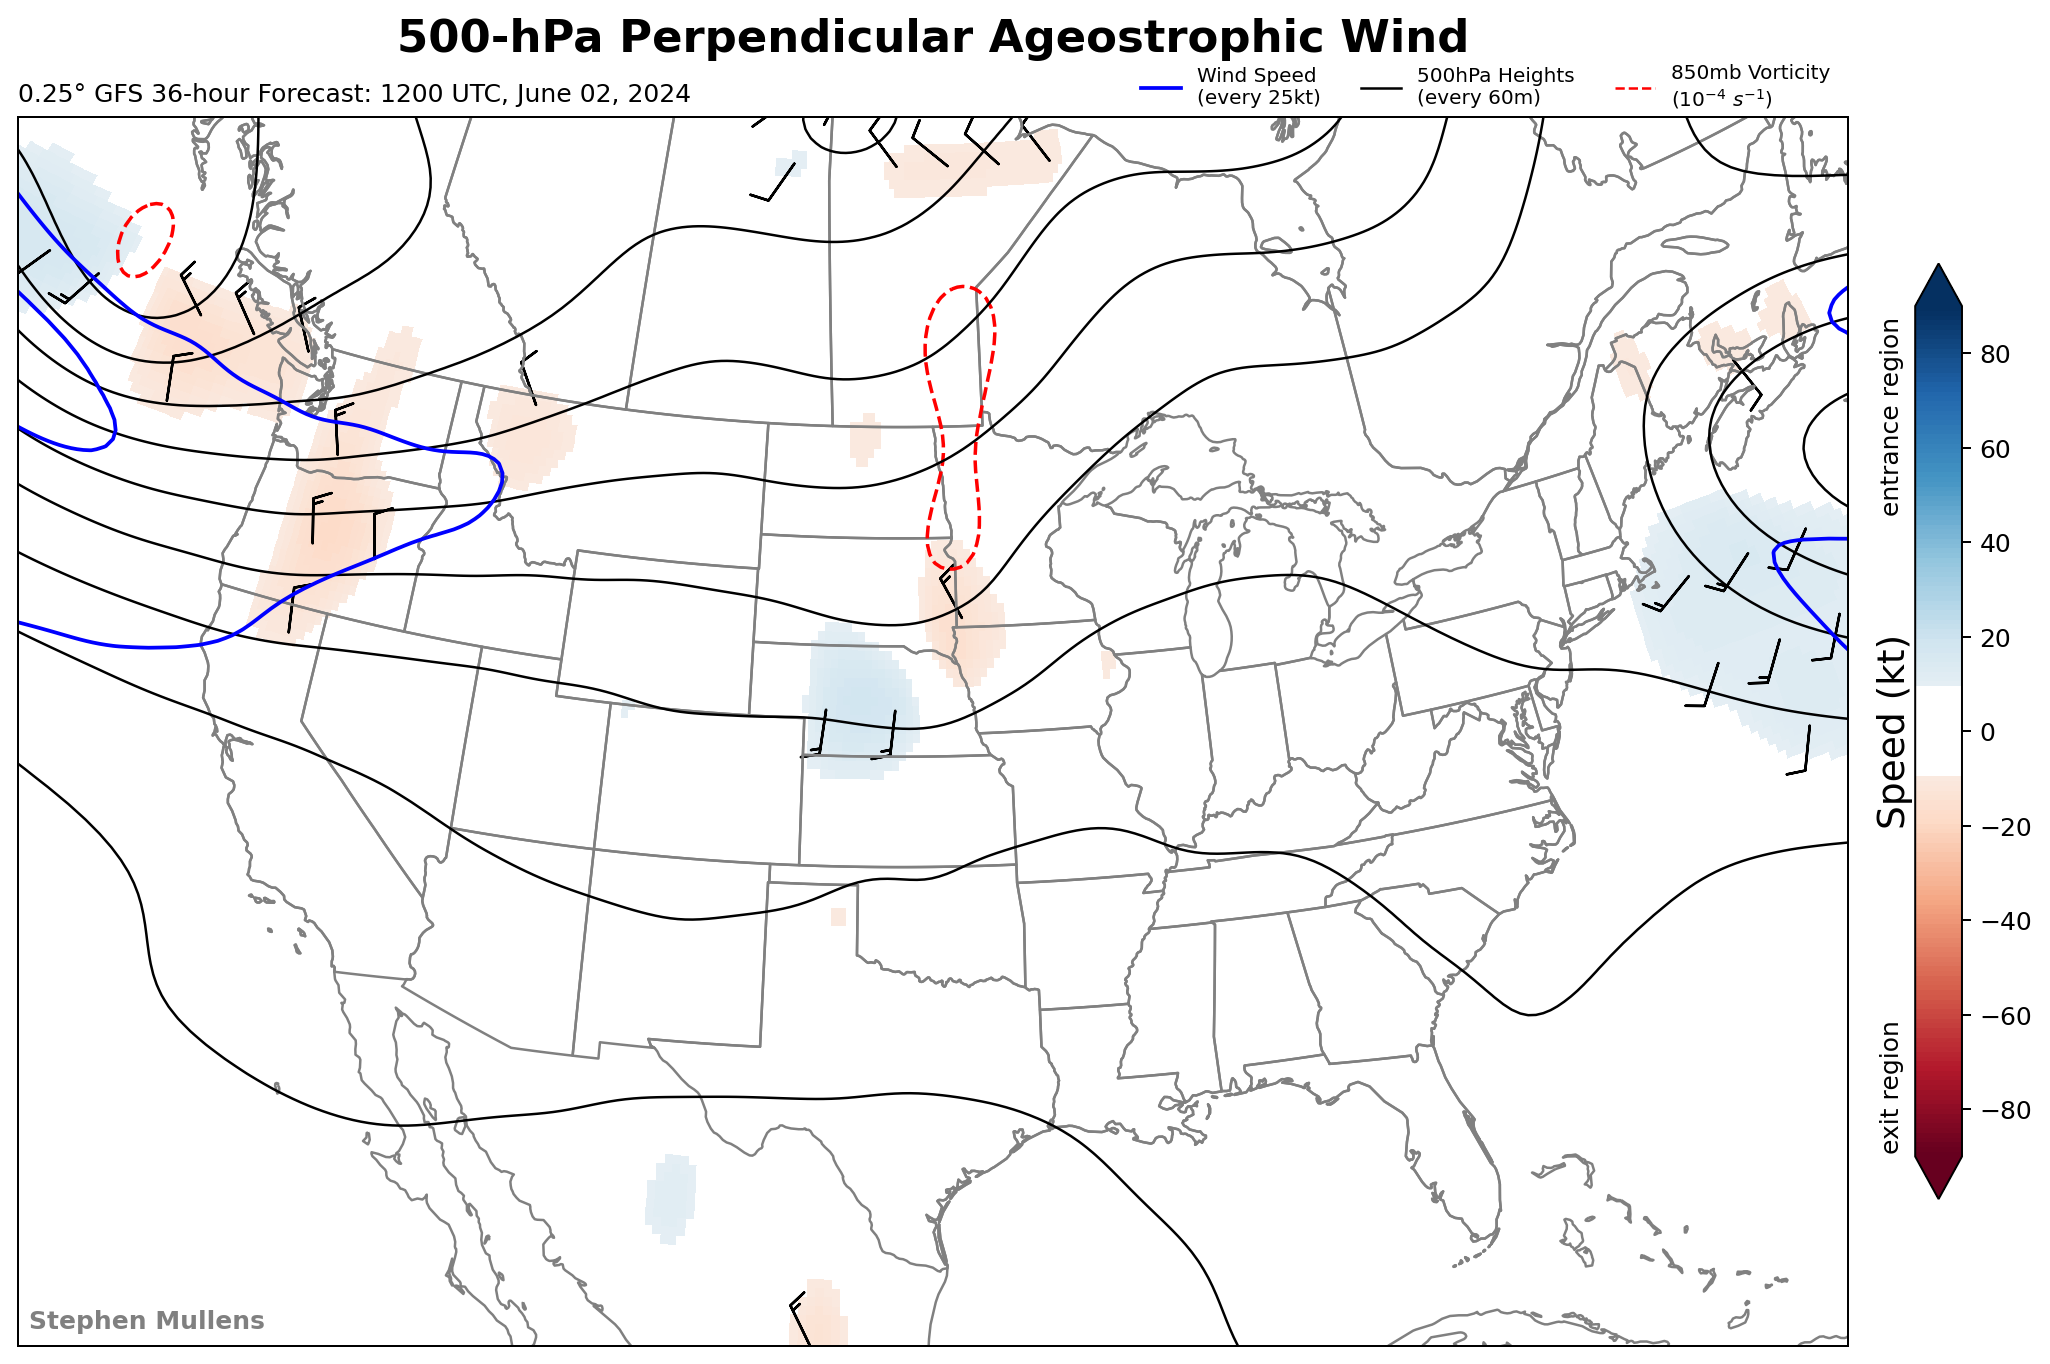 500-hPa Perpendicular Ageostrophic Wind
0.25° GFS 36-hour Forecast: 1200 UTC, June 02, 2024
Wind Speed
(every 25kt)
500hPa Heights
(every 60m)
850mb Vorticity
(10⁻⁴ s⁻¹)
entrance region
Speed (kt)
exit region
80
60
40
20
0
−20
−40
−60
−80
Stephen Mullens